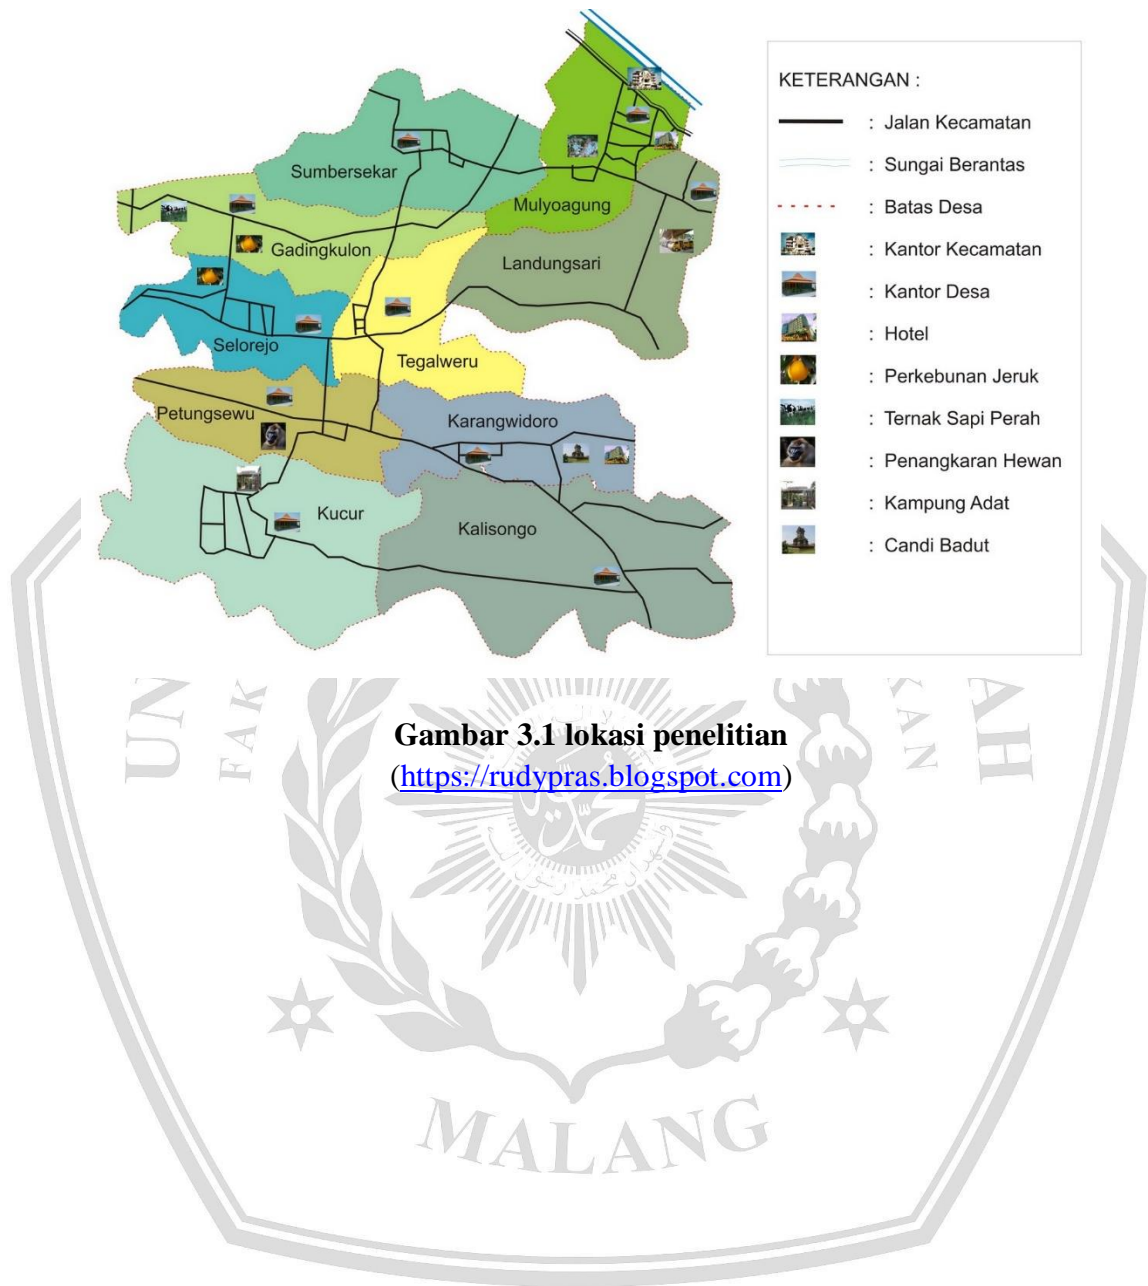 Sumbersekar
Mulyoagung
Gadingkulon
Landungsari
Selorejo
Tegalweru
Petungsewu
Karangwidoro
Kucur
Kalisongo
KETERANGAN :
: Jalan Kecamatan
: Sungai Berantas
: Batas Desa
: Kantor Kecamatan
: Kantor Desa
: Hotel
: Perkebunan Jeruk
: Ternak Sapi Perah
: Penangkaran Hewan
: Kampung Adat
: Candi Badut
Gambar 3.1 lokasi penelitian
(https://rudypras.blogspot.com)
MALANG